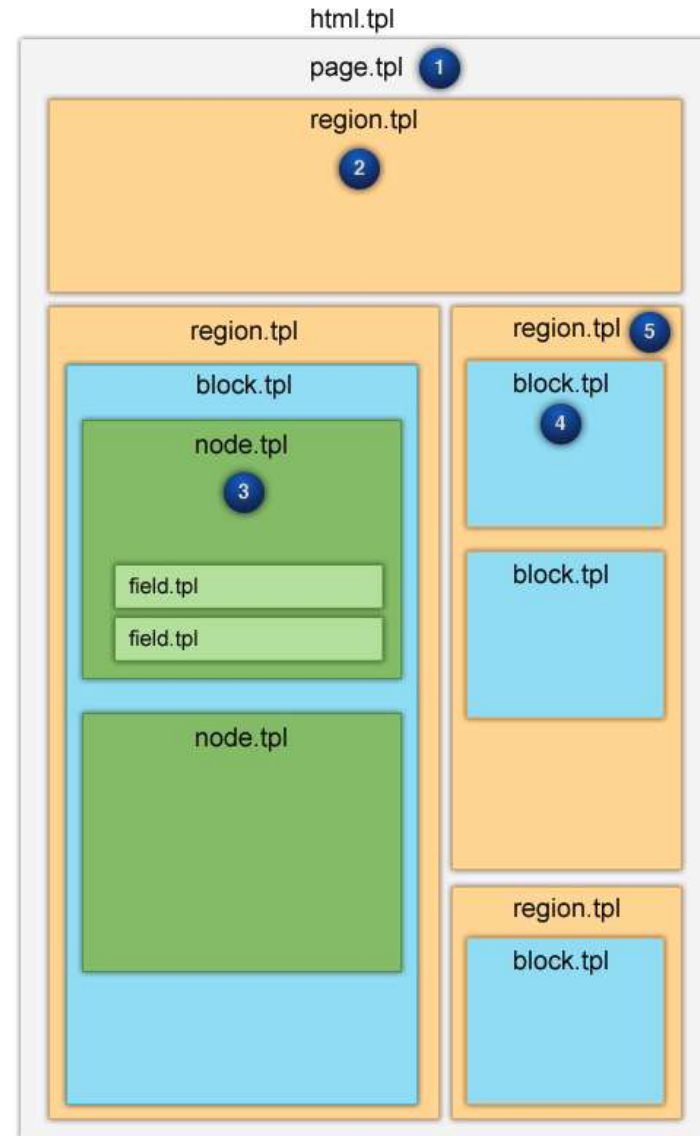 html.tpl
page.tpl 1
region.tpl
2
region.tpl
block.tpl
node.tpl
3
field.tpl
field.tpl
node.tpl
region.tpl 5
block.tpl
4
block.tpl
region.tpl
block.tpl